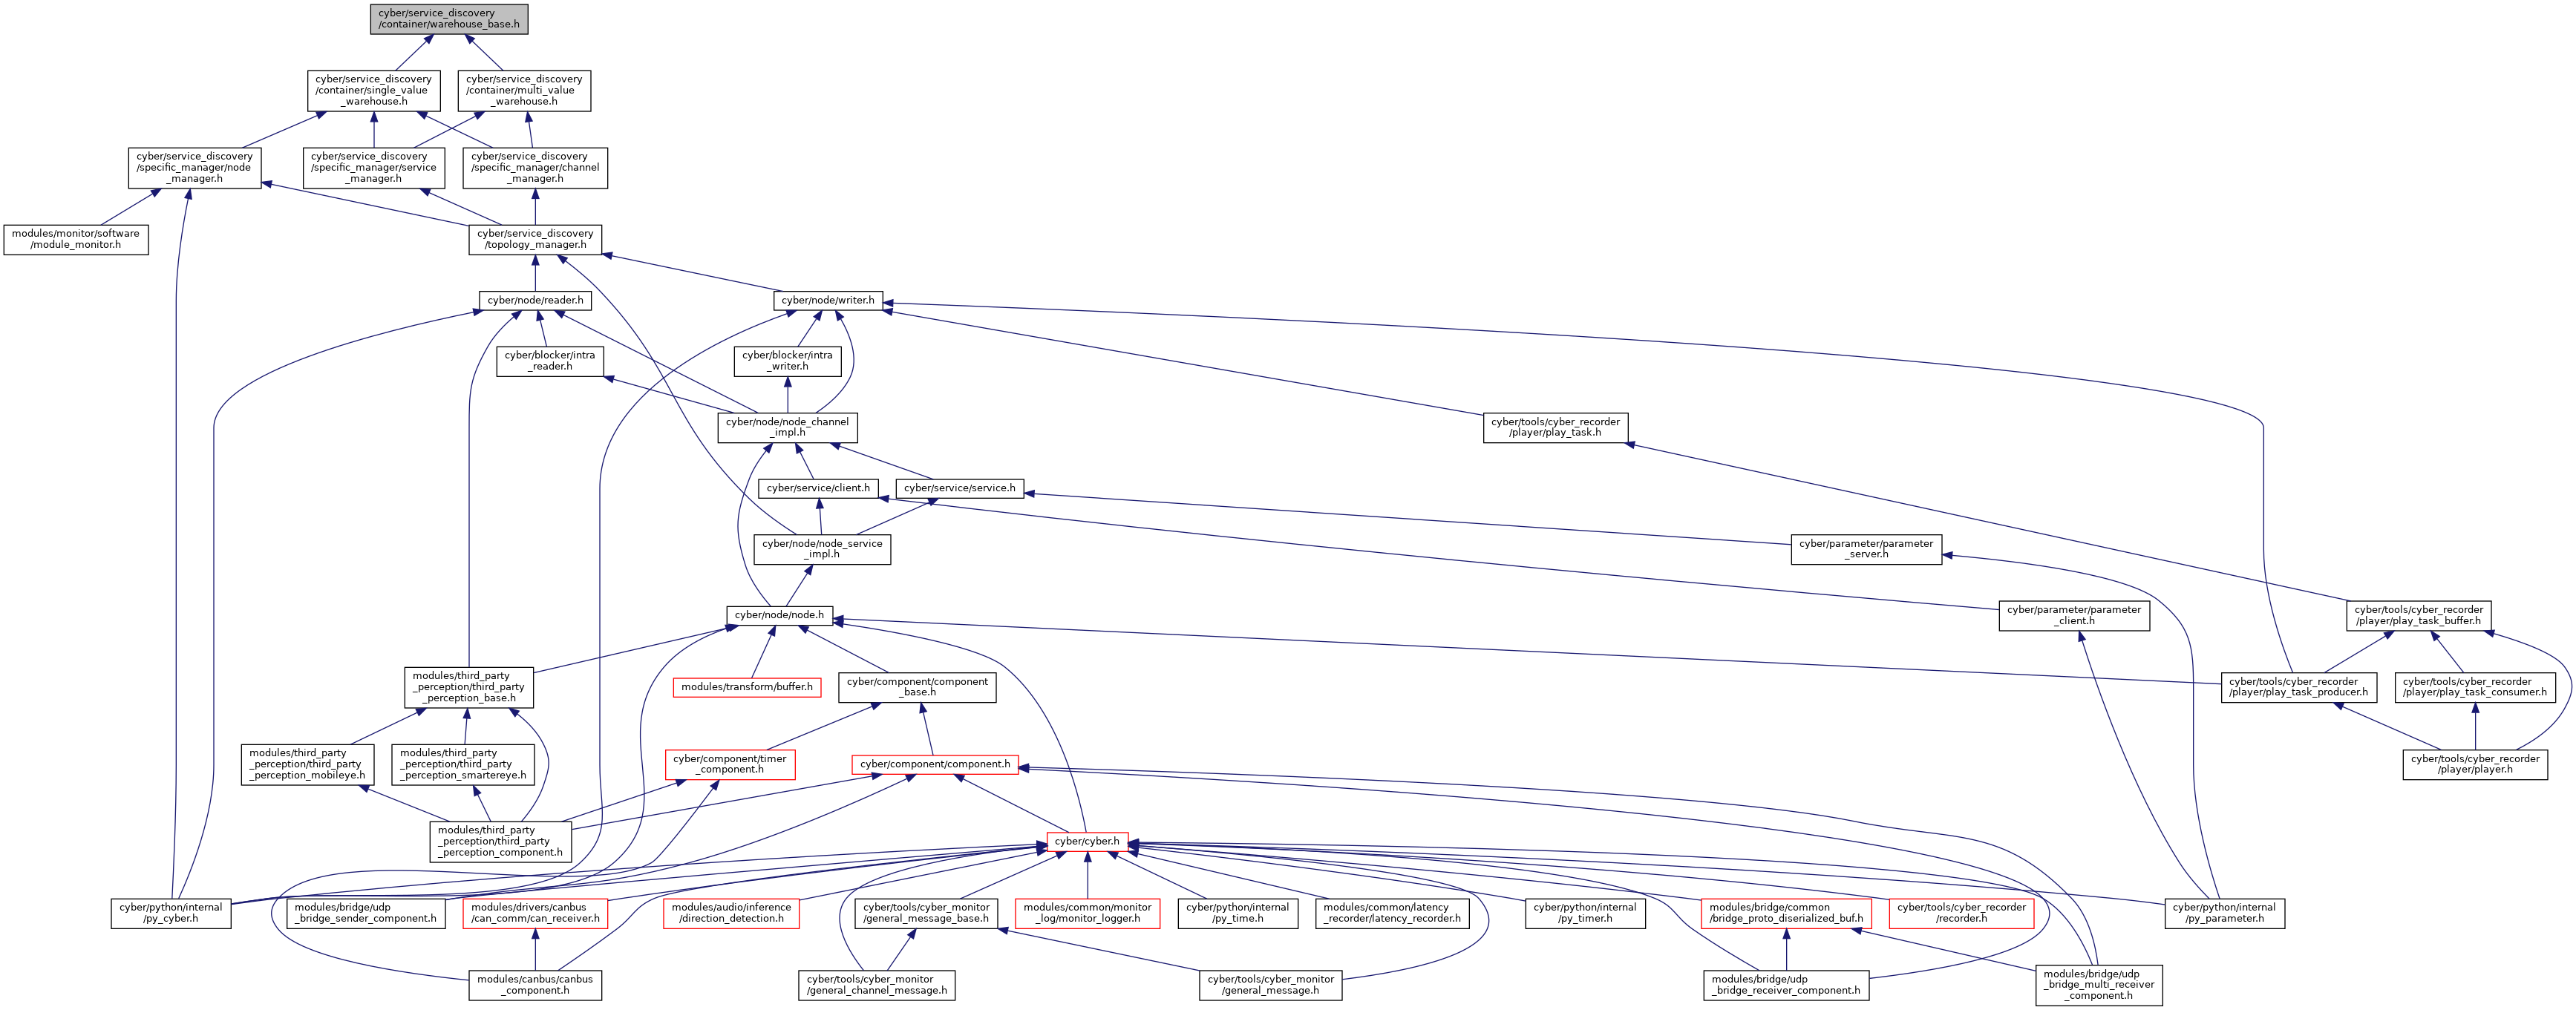 cyber/service_discovery
/container/warehouse_base.h
cyber/service_discovery
/container/single_value
_warehouse.h
cyber/service_discovery
/container/multi_value
_warehouse.h
cyber/service_discovery
/specific_manager/node
_manager.h
cyber/service_discovery
/specific_manager/service
_manager.h
cyber/service_discovery
/specific_manager/channel
_manager.h
modules/monitor/software
/module_monitor.h
cyber/service_discovery
/topology_manager.h
cyber/node/reader.h
cyber/node/writer.h
cyber/blocker/intra
_reader.h
cyber/blocker/intra
_writer.h
cyber/node/node_channel
_impl.h
cyber/tools/cyber_recorder
/player/play_task.h
cyber/service/client.h
cyber/service/service.h
cyber/node/node_service
_impl.h
cyber/parameter/parameter
_server.h
cyber/node/node.h
cyber/parameter/parameter
_client.h
cyber/tools/cyber_recorder
/player/play_task_buffer.h
modules/third_party
_perception/third_party
_perception_base.h
modules/transform/buffer.h
cyber/component/component
_base.h
cyber/tools/cyber_recorder
/player/play_task_producer.h
cyber/tools/cyber_recorder
/player/play_task_consumer.h
modules/third_party
_perception/third_party
_perception_mobileye.h
modules/third_party
_perception/third_party
_perception_smartereye.h
cyber/component/timer
_component.h
cyber/component/component.h
cyber/tools/cyber_recorder
/player/player.h
modules/third_party
_perception/third_party
_perception_component.h
cyber/cyber.h
cyber/python/internal
/py_cyber.h
modules/bridge/udp
_bridge_sender_component.h
modules/drivers/canbus
/can_comm/can_receiver.h
modules/audio/inference
/direction_detection.h
cyber/tools/cyber_monitor
/general_message_base.h
modules/common/monitor
_log/monitor_logger.h
cyber/python/internal
/py_time.h
modules/common/latency
_recorder/latency_recorder.h
cyber/python/internal
/py_timer.h
modules/bridge/common
/bridge_proto_diserialized_buf.h
cyber/tools/cyber_recorder
/recorder.h
cyber/python/internal
/py_parameter.h
modules/canbus/canbus
_component.h
cyber/tools/cyber_monitor
/general_channel_message.h
cyber/tools/cyber_monitor
/general_message.h
modules/bridge/udp
_bridge_receiver_component.h
modules/bridge/udp
_bridge_multi_receiver
_component.h